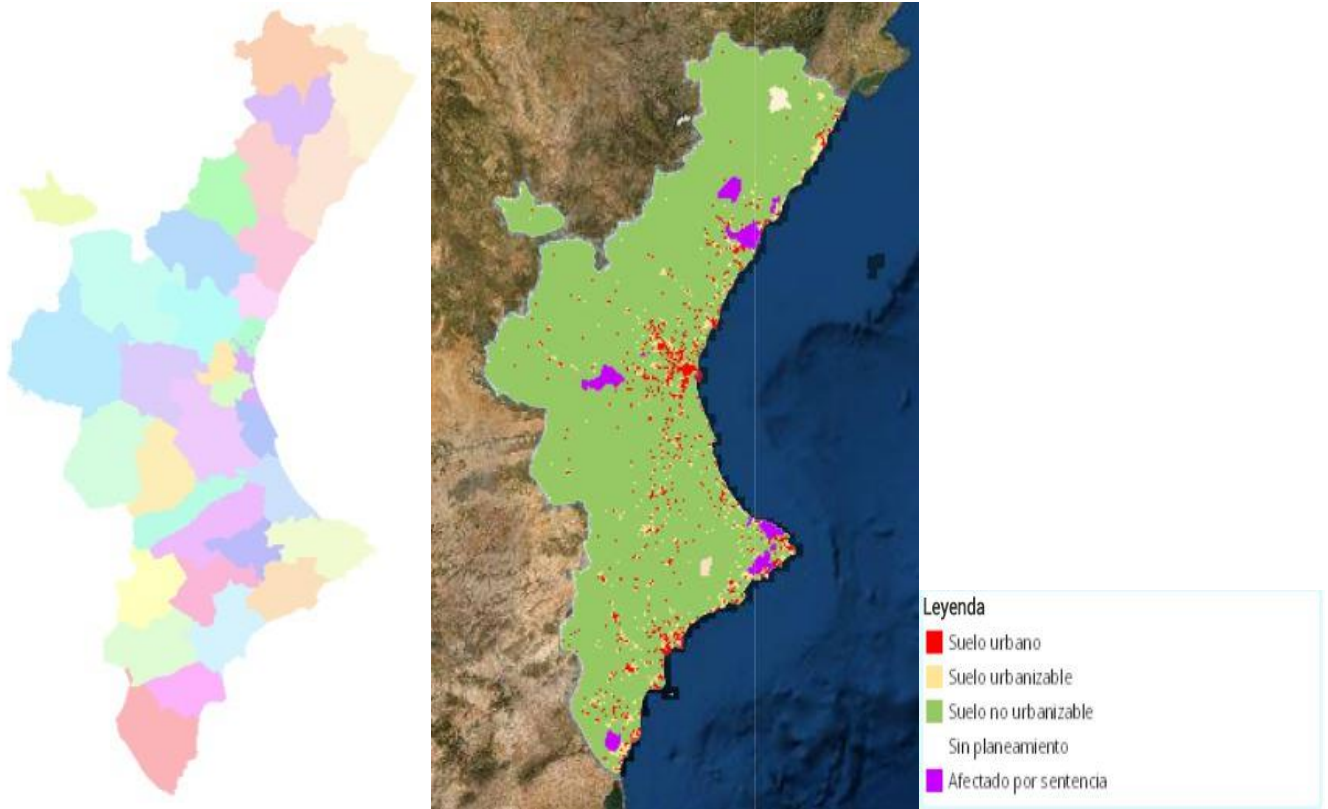 Leyenda
Suelo urbano
Suelo urbanizable
Suelo no urbanizable
Sin planeamiento
Afectado por sentencia